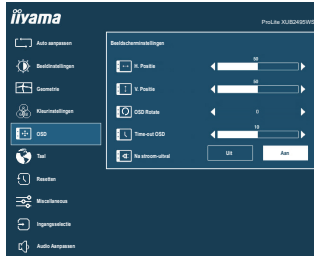 iiyama
ProLite XUB2495WS
Auto aanpassen
Beeldinstellingen
Geometrie
Kleurinstellingen
OSD
Taal
Resetten
Miscellaneous
Ingangsselectie
Audio Aanpassen
Beeldscherminstellingen
H. Positie
50
V. Positie
50
OSD Rotate
0
Time-out OSD
10
Na stroom-uitval
Uit
Aan